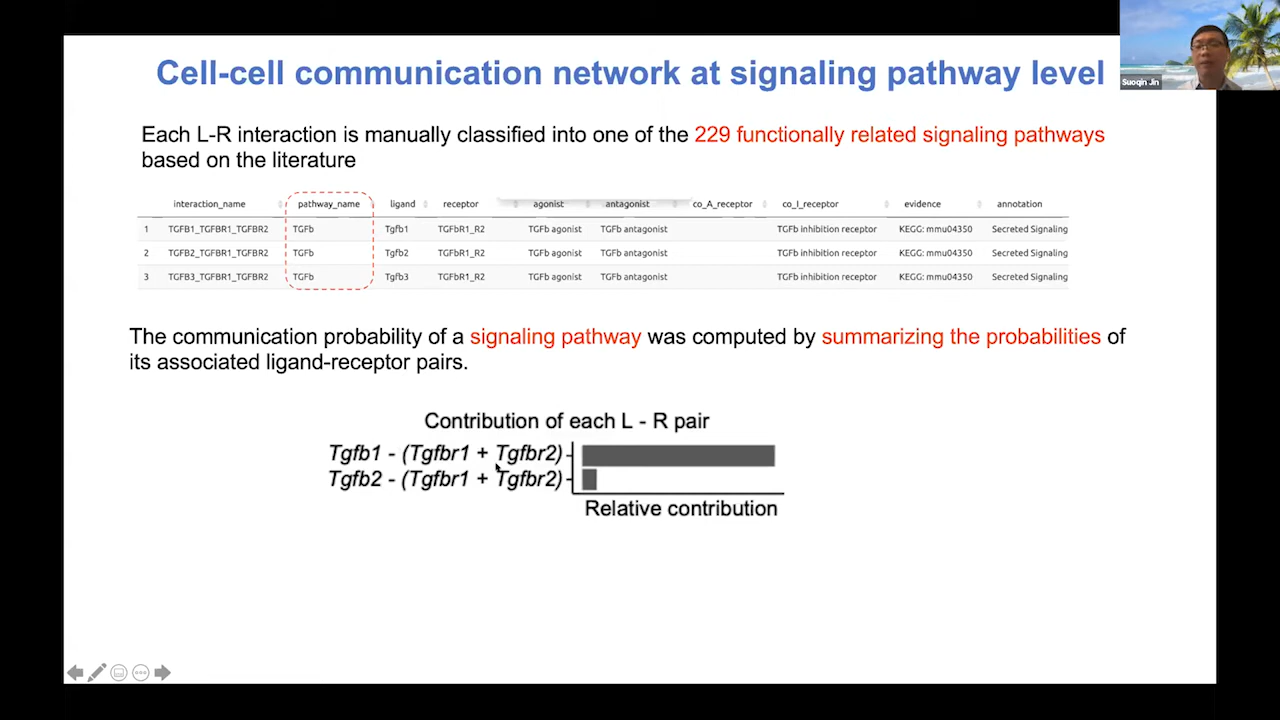 Cell-cell communication network at signaling pathway level
Suoqin Jin
Each L-R interaction is manually classified into one of the 229 functionally related signaling pathways
based on the literature
interaction_name pathway_name ligand receptor agonist antagonist co_A_receptor co_I_receptor evidence annotation
1 TGFB1_TGFBR1_TGFBR2 TGFb Tgfb1 TGFbR1_R2 TGFb agonist TGFb antagonist TGFb inhibition receptor KEGG: mmu04350 Secreted Signaling
2 TGFB2_TGFBR1_TGFBR2 TGFb Tgfb2 TGFbR1_R2 TGFb agonist TGFb antagonist TGFb inhibition receptor KEGG: mmu04350 Secreted Signaling
3 TGFB3_TGFBR1_TGFBR2 TGFb Tgfb3 TGFbR1_R2 TGFb agonist TGFb antagonist TGFb inhibition receptor KEGG: mmu04350 Secreted Signaling
The communication probability of a signaling pathway was computed by summarizing the probabilities of
its associated ligand-receptor pairs.
Contribution of each L - R pair
Tgfb1 - (Tgfbr1 + Tgfbr2)
Tgfb2 - (Tgfbr1 + Tgfbr2)
Relative contribution